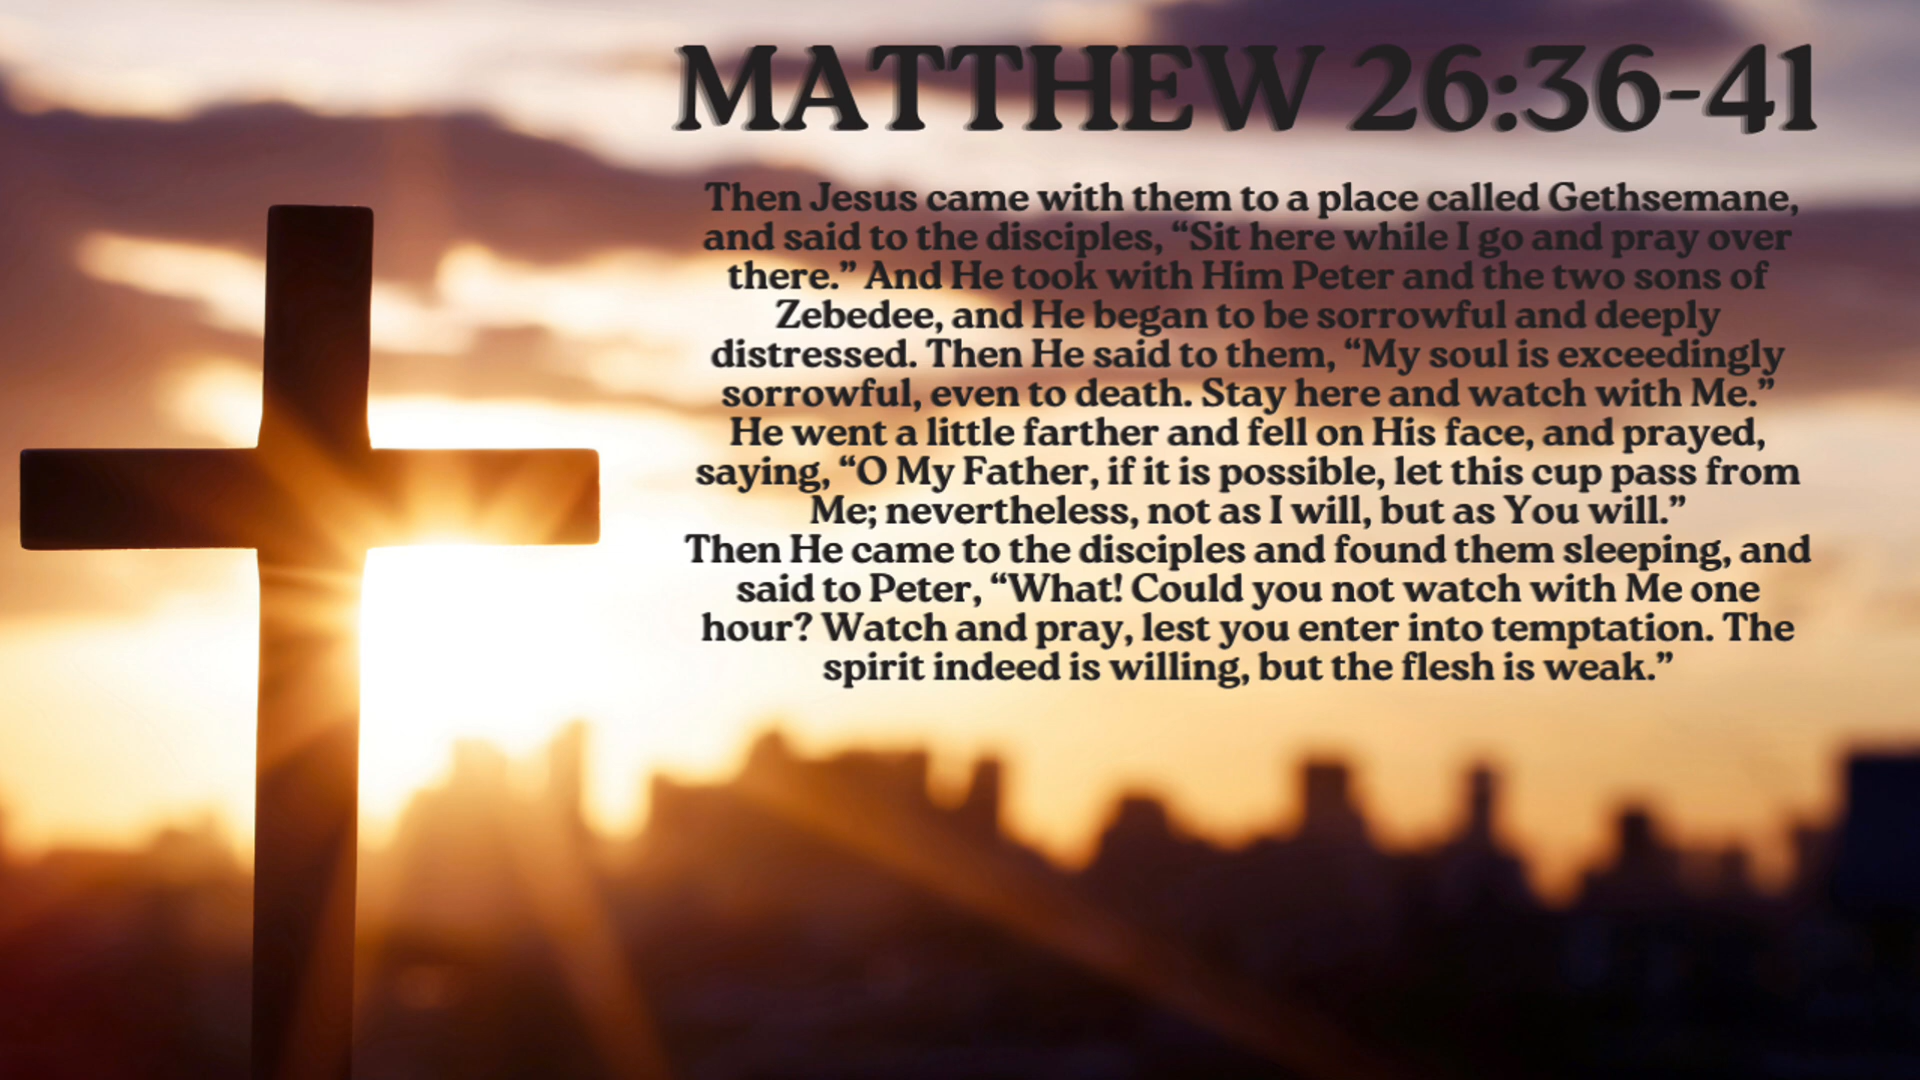 MATTHEW 26:36-41
Then Jesus came with them to a place called Gethsemane,
and said to the disciples, “Sit here while I go and pray over
there.” And He took with Him Peter and the two sons of
Zebedee, and He began to be sorrowful and deeply
distressed. Then He said to them, “My soul is exceedingly
sorrowful, even to death. Stay here and watch with Me.”
He went a little farther and fell on His face, and prayed,
saying, “O My Father, if it is possible, let this cup pass from
Me; nevertheless, not as I will, but as You will.”
Then He came to the disciples and found them sleeping, and
said to Peter, “What! Could you not watch with Me one
hour? Watch and pray, lest you enter into temptation. The
spirit indeed is willing, but the flesh is weak.”